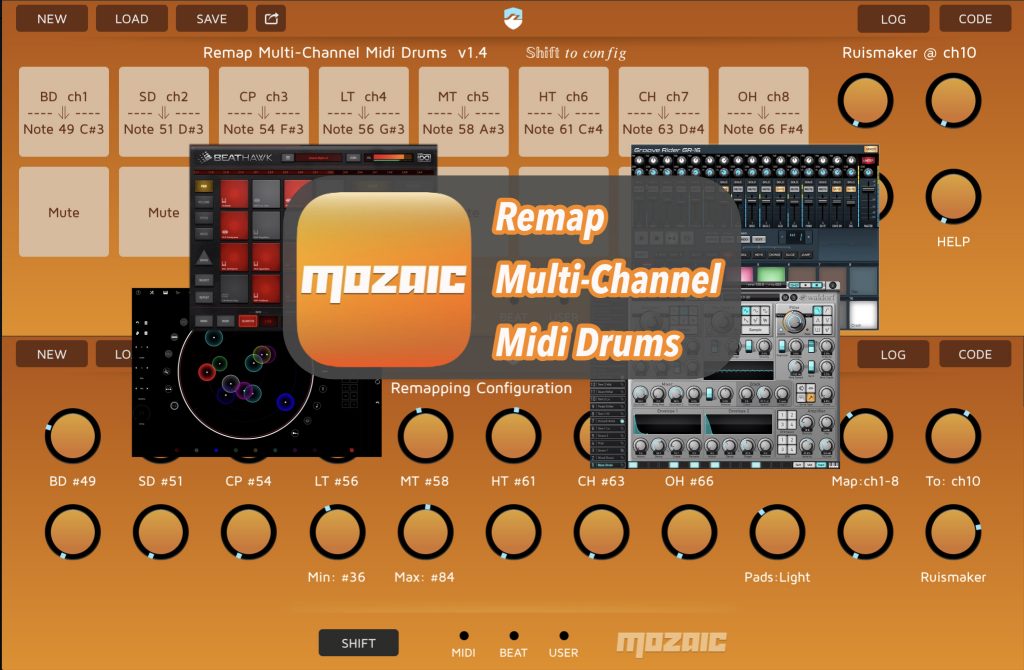 NEW LOAD SAVE LOG CODE
Remap Multi-Channel Midi Drums v1.4 Shift to config Ruismaker @ ch10
BD ch1 SD ch2 CP ch3 LT ch4 MT ch5 HT ch6 CH ch7 OH ch8
Note 49 C#3 Note 51 D#3 Note 54 F#3 Note 56 G#3 Note 58 A#3 Note 61 C#4 Note 63 D#4 Note 66 F#4
BEATHAWK
Groove Rider GR-16
Mute Mute
HELP
mozaic
Remap
Multi-Channel
Midi Drums
waldorf
BEAT USER
NEW LO LOG CODE
Remapping Configuration
BD #49 SD #51 CP #54 LT #56 MT #58 HT #61 CH #63 OH #66 Map:ch1-8 To: ch10
Min: #36 Max: #84 Pads:Light Ruismaker
SHIFT
MIDI BEAT USER
mozaic